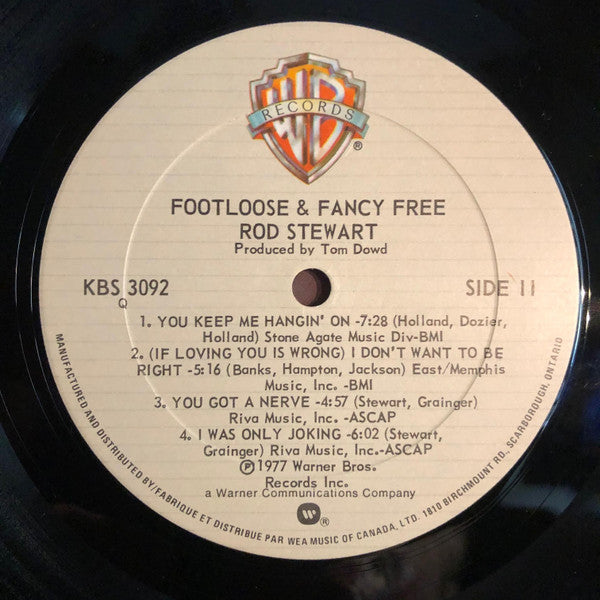 WB
RECORDS
®
FOOTLOOSE & FANCY FREE
ROD STEWART
Produced by Tom Dowd
KBS 3092
Q
SIDE II
1. YOU KEEP ME HANGIN' ON -7:28 (Holland, Dozier,
Holland) Stone Agate Music Div-BMI
2. (IF LOVING YOU IS WRONG) I DON'T WANT TO BE
RIGHT -5:16 (Banks, Hampton, Jackson) East/Memphis
Music, Inc. -BMI
3. YOU GOT A NERVE -4:57 (Stewart, Grainger)
Riva Music, Inc.-ASCAP
4. I WAS ONLY JOKING -6:02 (Stewart,
Grainger) Riva Music, Inc.-ASCAP
℗1977 Warner Bros.
Records Inc.
a Warner Communications Company
W®
MANUFACTURED AND DISTRIBUTED BY/FABRIQUE ET DISTRIBUE PAR WEA MUSIC OF CANADA, LTD. 1810 BIRCHMOUNT RD., SCARBOROUGH, ONTARIO